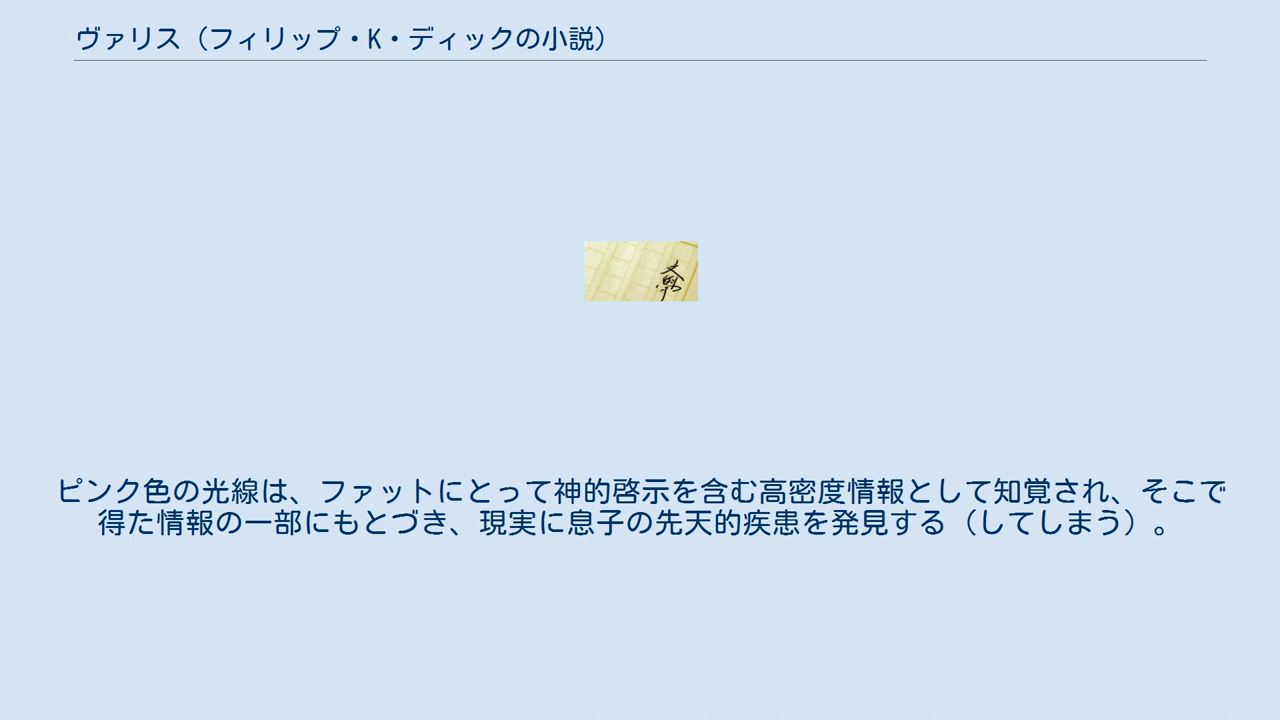 ヴァリス（フィリップ・K・ディックの小説）
ピンク色の光線は、ファットにとって神的啓示を含む高密度情報として知覚され、そこで
得た情報の一部にもとづき、現実に息子の先天的疾患を発見する（してしまう）。